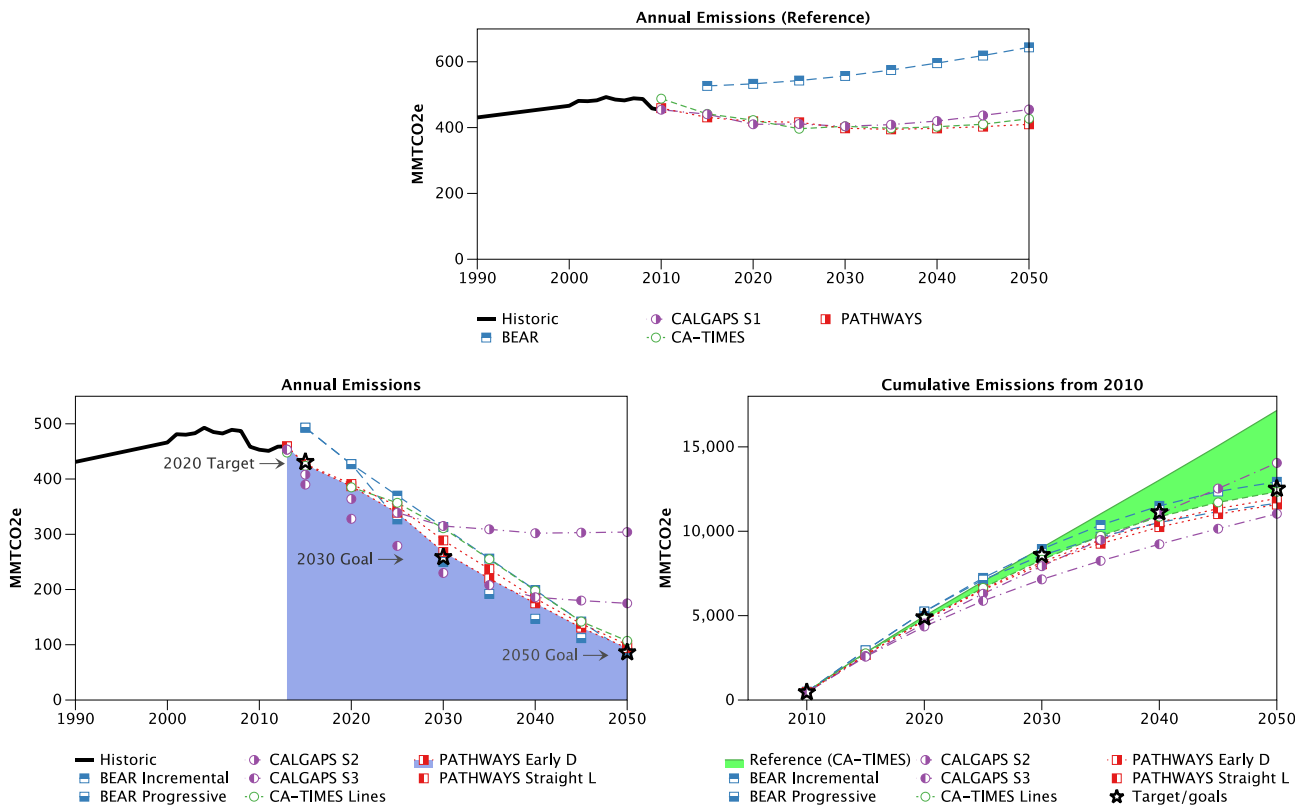 Annual Emissions (Reference)
MMTCO2e
600
400
200
0
1990 2000 2010 2020 2030 2040 2050
Historic CALGAPS S1 PATHWAYS
BEAR CA-TIMES
Annual Emissions
MMTCO2e
500
400
300
200
100
0
2020 Target
2030 Goal
2050 Goal
1990 2000 2010 2020 2030 2040 2050
Historic CALGAPS S2 PATHWAYS Early D
BEAR Incremental CALGAPS S3 PATHWAYS Straight L
BEAR Progressive CA-TIMES Lines
Cumulative Emissions from 2010
MMTCO2e
15,000
10,000
5,000
0
2010 2020 2030 2040 2050
Reference (CA-TIMES) CALGAPS S2 PATHWAYS Early D
BEAR Incremental CALGAPS S3 PATHWAYS Straight L
BEAR Progressive CA-TIMES Lines Target/goals